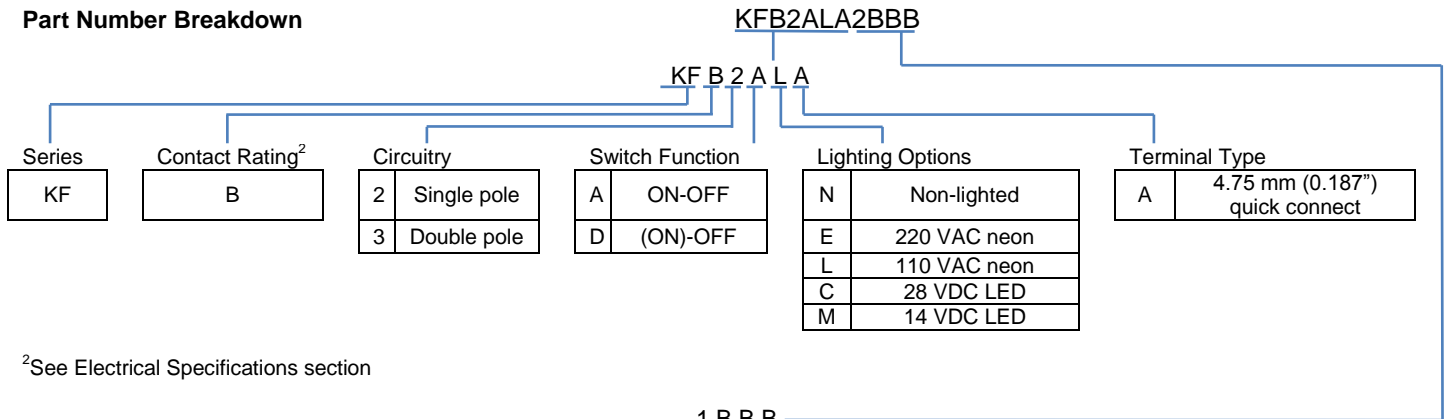 Part Number Breakdown
KFB2ALA2BBB
KF B 2 A L A
Series
KF
Contact Rating2
B
Circuitry
2 Single pole
3 Double pole
Switch Function
A ON-OFF
D (ON)-OFF
Lighting Options
N Non-lighted
E 220 VAC neon
L 110 VAC neon
C 28 VDC LED
M 14 VDC LED
Terminal Type
A 4.75 mm (0.187”)
quick connect
2See Electrical Specifications section
1 B B B